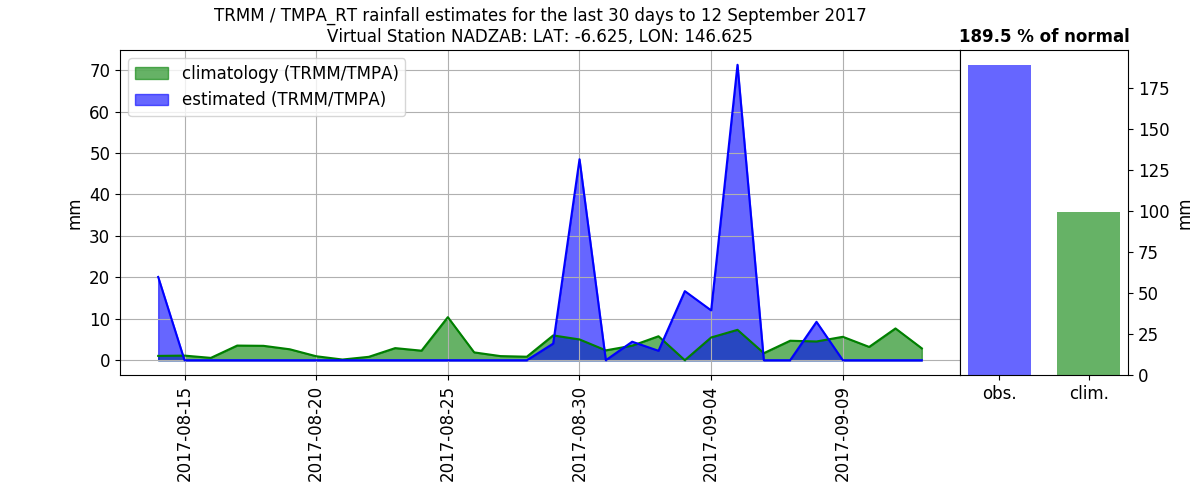 TRMM / TMPA_RT rainfall estimates for the last 30 days to 12 September 2017
Virtual Station NADZAB: LAT: -6.625, LON: 146.625
189.5 % of normal
climatology (TRMM/TMPA)
estimated (TRMM/TMPA)
70
60
50
40
30
20
10
0
mm
2017-08-15
2017-08-20
2017-08-25
2017-08-30
2017-09-04
2017-09-09
175
150
125
100
75
50
25
0
mm
obs.
clim.